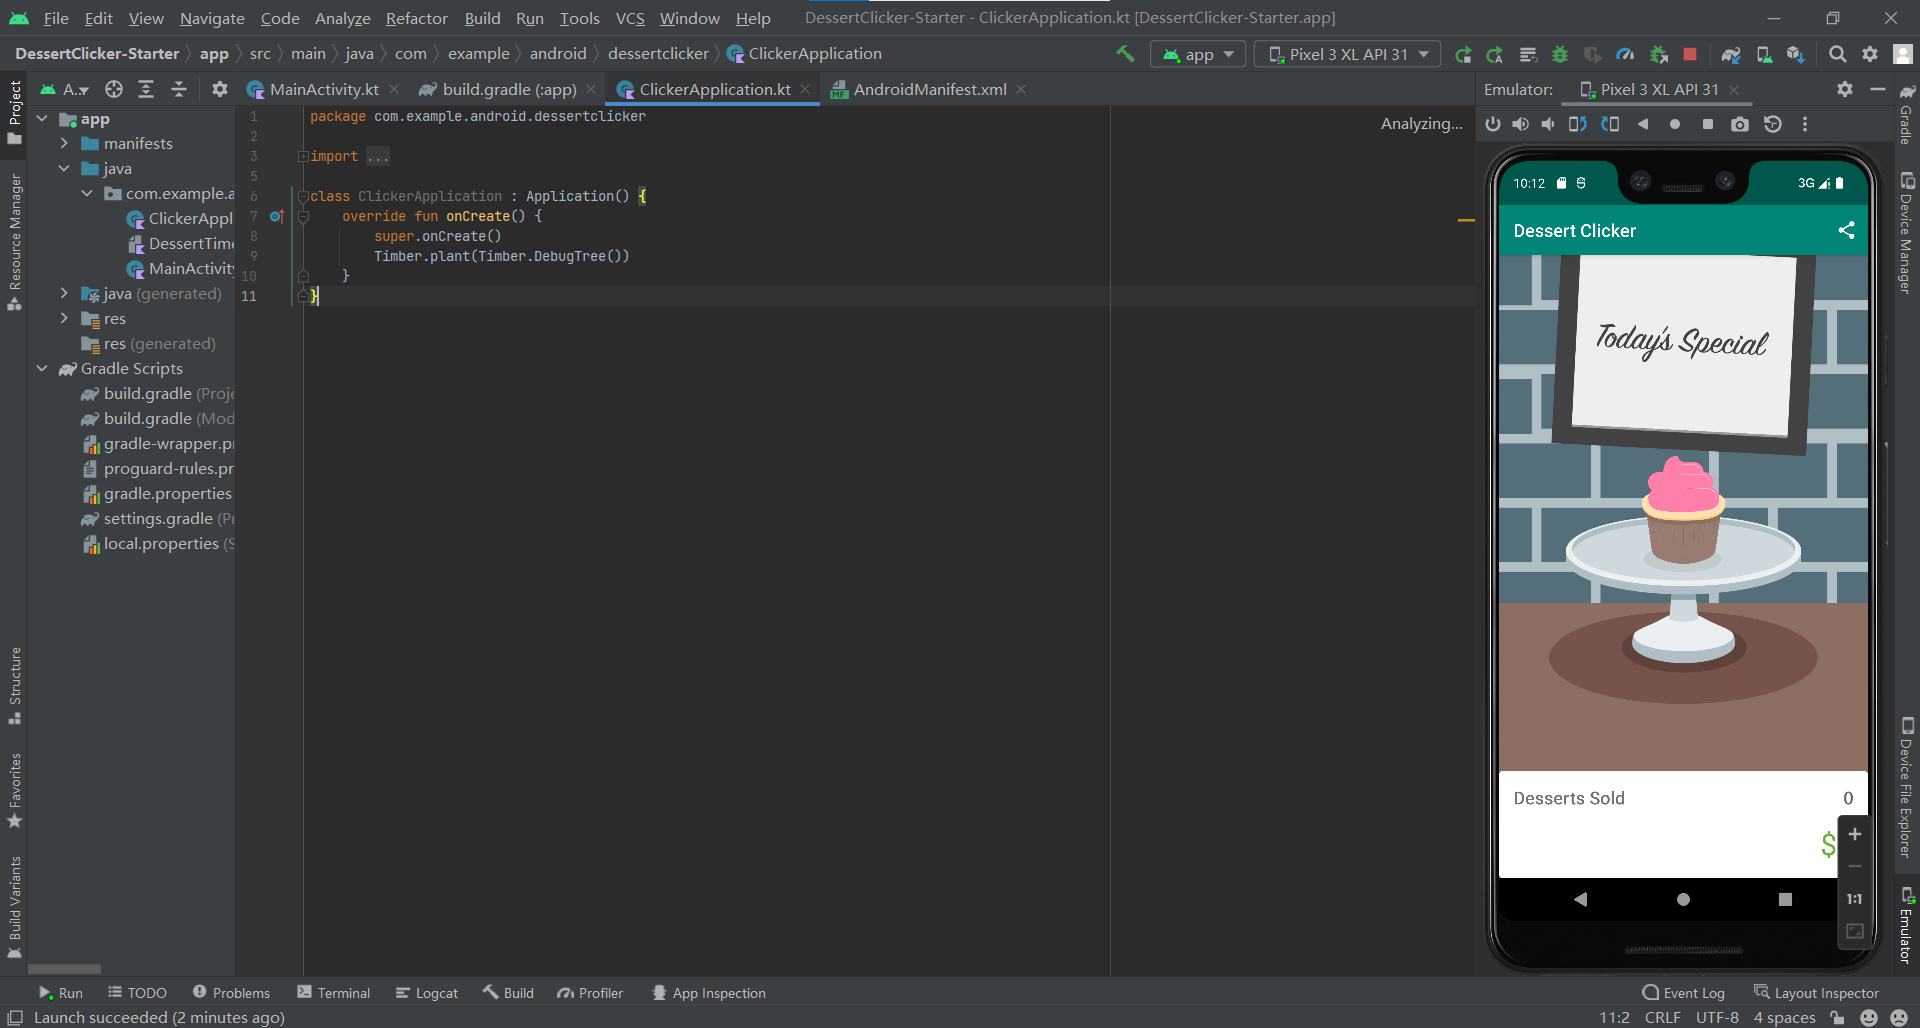 File Edit View Navigate Code Analyze Refactor Build Run Tools VCS Window Help DessertClicker-Starter - ClickerApplication.kt [DessertClicker-Starter.app]
DessertClicker-Starter app src main java com example android dessertclicker ClickerApplication app Pixel 3 XL API 31
A.. MainActivity.kt build.gradle (:app) ClickerApplication.kt AndroidManifest.xml Emulator: Pixel 3 XL API 31
Project
Resource Manager
Structure
Favorites
Build Variants
app
manifests
java
com.example.a
ClickerAppl
DessertTime
MainActivity
java (generated)
res
res (generated)
Gradle Scripts
build.gradle (Proje
build.gradle (Mod
gradle-wrapper.pr
proguard-rules.pr
gradle.properties
settings.gradle (Pr
local.properties (S
1 package com.example.android.dessertclicker
2
3 import ...
5
6 class ClickerApplication : Application() {
7 override fun onCreate() {
8 super.onCreate()
9 Timber.plant(Timber.DebugTree())
10 }
11 }
Analyzing...
10:12 3G
Dessert Clicker
Today's Special
Desserts Sold 0
$
1:1
Gradle
Device Manager
Device File Explorer
Emulator
Run TODO Problems Terminal Logcat Build Profiler App Inspection Event Log Layout Inspector
Launch succeeded (2 minutes ago) 11:2 CRLF UTF-8 4 spaces